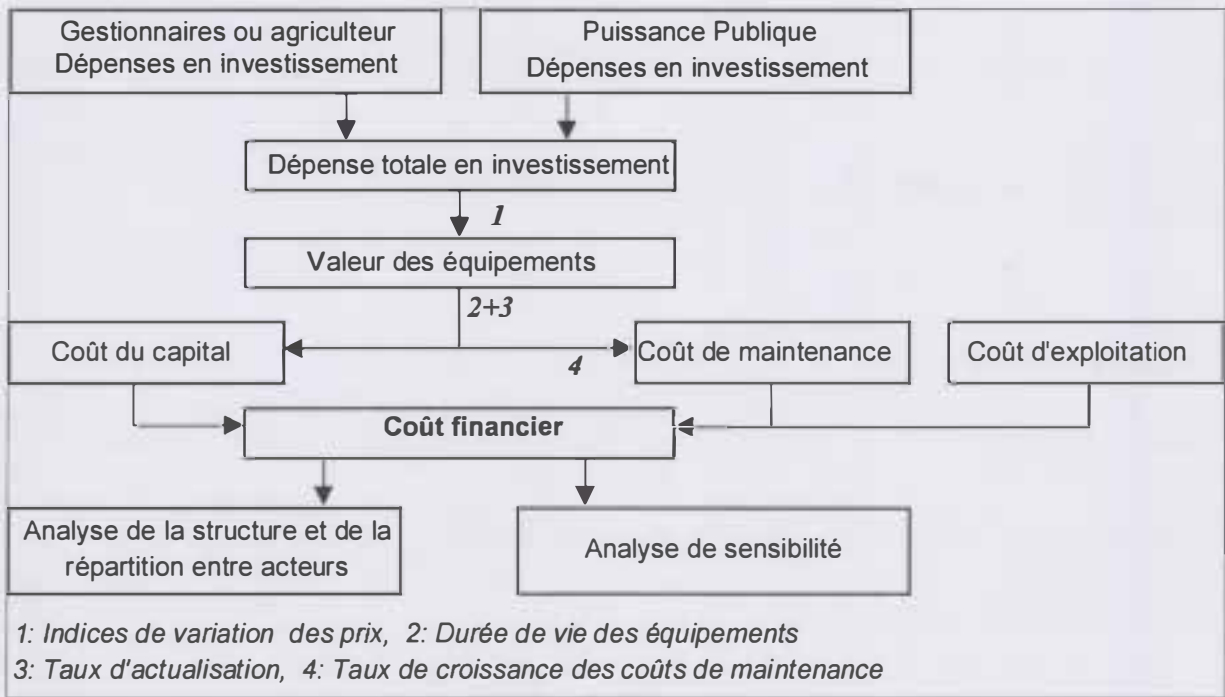 Gestionnaires ou agriculteur
Dépenses en investissement
Puissance Publique
Dépenses en investissement
Dépense totale en investissement
1
Valeur des équipements
2+3
Coût du capital
4
Coût de maintenance
Coût d'exploitation
Coût financier
Analyse de la structure et de la
répartition entre acteurs
Analyse de sensibilité
1: Indices de variation des prix, 2: Durée de vie des équipements
3: Taux d'actualisation, 4: Taux de croissance des coûts de maintenance